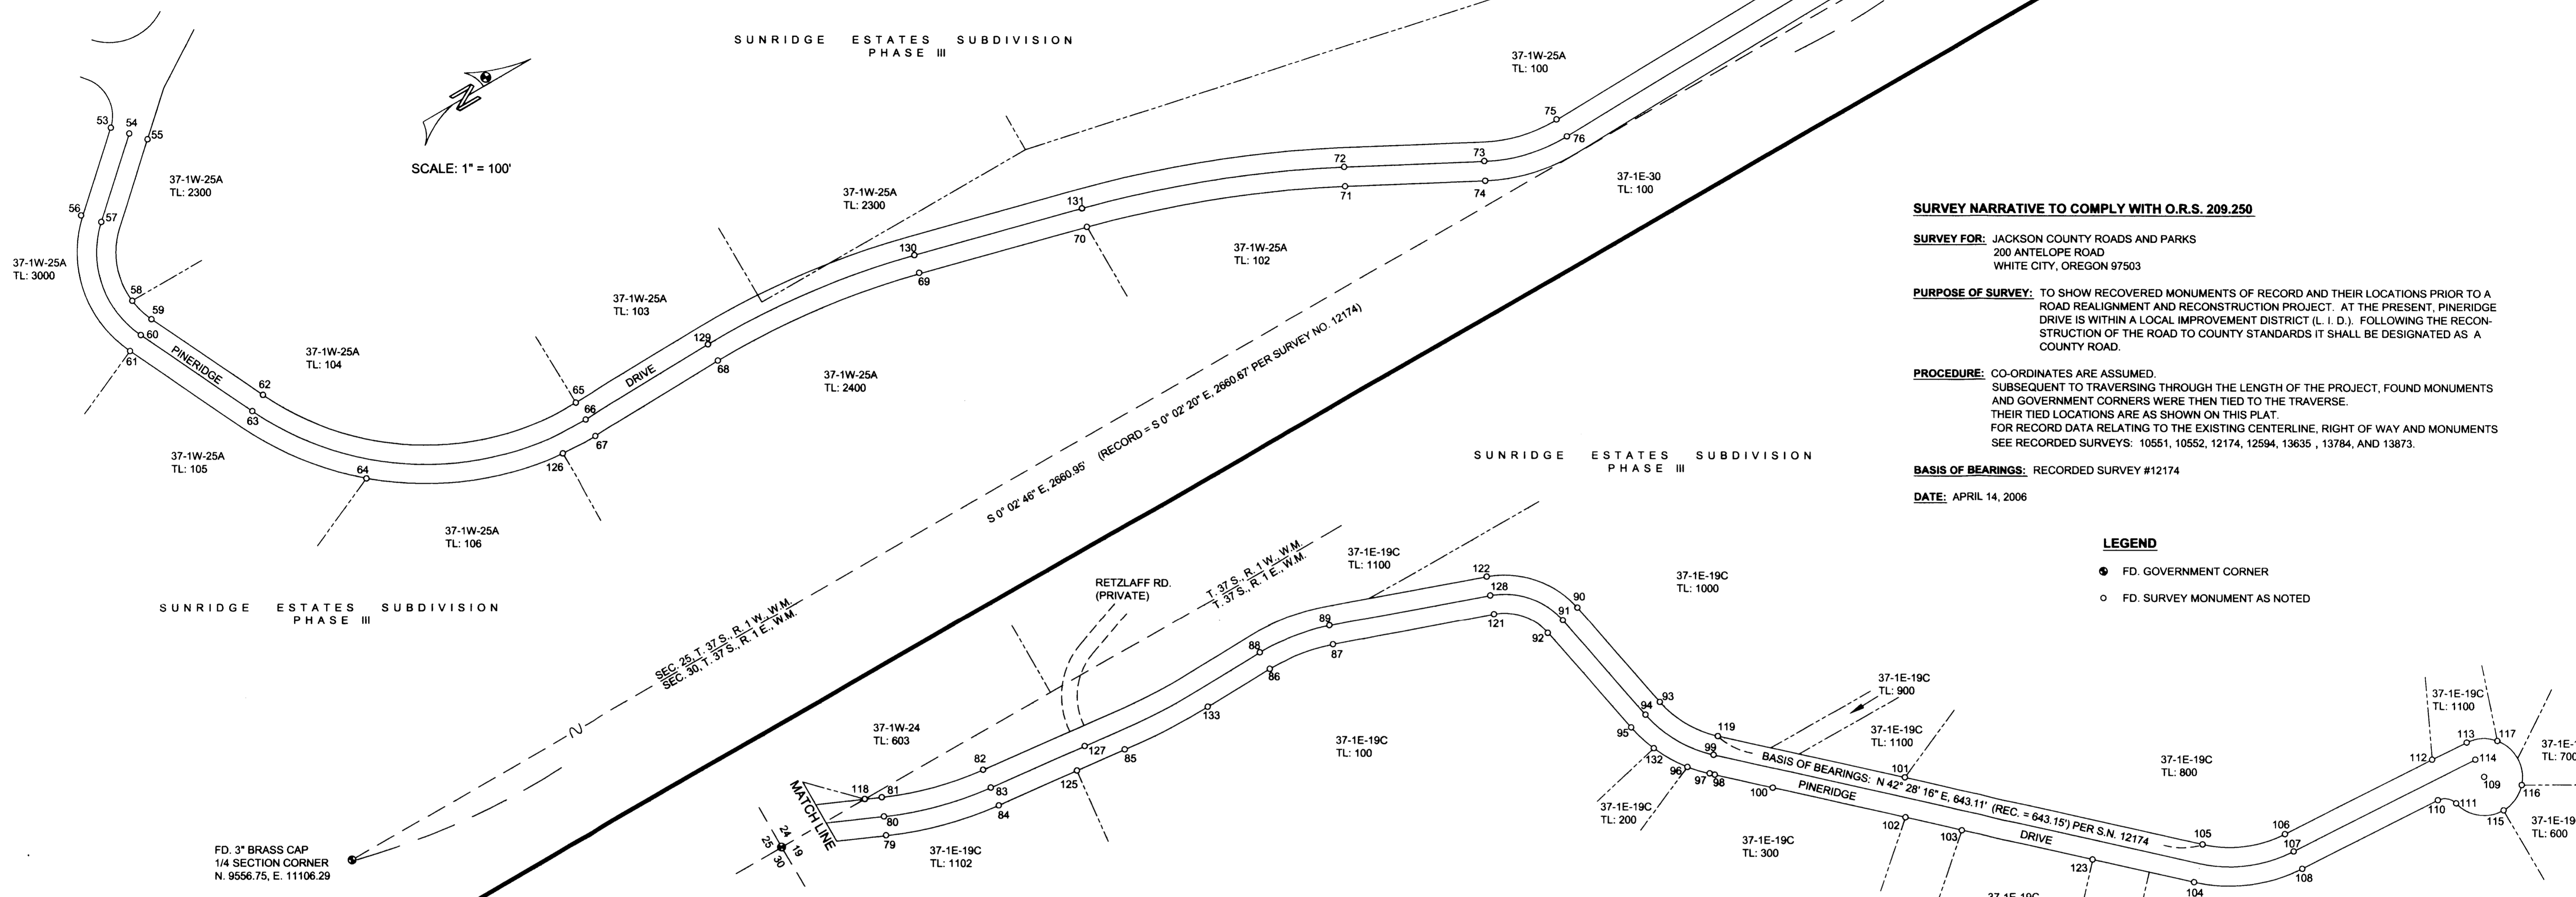 SUNRIDGE ESTATES SUBDIVISION
PHASE III
N
SCALE: 1" = 100'
37-1W-25A
TL: 100
53
54
55
75
76
37-1W-25A
TL: 2300
72
73
71
74
37-1E-30
TL: 100
37-1W-25A
TL: 2300
131
56
57
70
130
37-1W-25A
TL: 102
37-1W-25A
TL: 3000
69
58
59
60
61
37-1W-25A
TL: 103
129
PINERIDGE
DRIVE
37-1W-25A
TL: 104
68
37-1W-25A
TL: 2400
62
63
65
66
67
64
126
37-1W-25A
TL: 105
37-1W-25A
TL: 106
SUNRIDGE ESTATES SUBDIVISION
PHASE III
S 0° 02' 46" E, 2660.95' (RECORD = S 0° 02' 20" E, 2660.67' PER SURVEY NO. 12174)
SEC. 25, T. 37 S., R. 1 W., W.M.
SEC. 30, T. 37 S., R. 1 E., W.M.
FD. 3" BRASS CAP
1/4 SECTION CORNER
N. 9556.75, E. 11106.29
SURVEY NARRATIVE TO COMPLY WITH O.R.S. 209.250
SURVEY FOR: JACKSON COUNTY ROADS AND PARKS
200 ANTELOPE ROAD
WHITE CITY, OREGON 97503
PURPOSE OF SURVEY: TO SHOW RECOVERED MONUMENTS OF RECORD AND THEIR LOCATIONS PRIOR TO A
ROAD REALIGNMENT AND RECONSTRUCTION PROJECT. AT THE PRESENT, PINERIDGE
DRIVE IS WITHIN A LOCAL IMPROVEMENT DISTRICT (L. I. D.). FOLLOWING THE RECON-
STRUCTION OF THE ROAD TO COUNTY STANDARDS IT SHALL BE DESIGNATED AS A
COUNTY ROAD.
PROCEDURE: CO-ORDINATES ARE ASSUMED.
SUBSEQUENT TO TRAVERSING THROUGH THE LENGTH OF THE PROJECT, FOUND MONUMENTS
AND GOVERNMENT CORNERS WERE THEN TIED TO THE TRAVERSE.
THEIR TIED LOCATIONS ARE AS SHOWN ON THIS PLAT.
FOR RECORD DATA RELATING TO THE EXISTING CENTERLINE, RIGHT OF WAY AND MONUMENTS
SEE RECORDED SURVEYS: 10551, 10552, 12174, 12594, 13635 , 13784, AND 13873.
BASIS OF BEARINGS: RECORDED SURVEY #12174
DATE: APRIL 14, 2006
LEGEND
FD. GOVERNMENT CORNER
FD. SURVEY MONUMENT AS NOTED
SUNRIDGE ESTATES SUBDIVISION
PHASE III
T. 37 S., R. 1 W., W.M.
T. 37 S., R. 1 E., W.M.
RETZLAFF RD.
(PRIVATE)
37-1E-19C
TL: 1100
122
128
121
90
91
92
37-1E-19C
TL: 1000
88
89
87
86
133
37-1W-24
TL: 603
82
127
85
125
83
84
118
81
80
79
MATCH LINE
24
19
25
30
37-1E-19C
TL: 1102
37-1E-19C
TL: 100
93
94
95
132
96
97
98
99
119
100
37-1E-19C
TL: 900
37-1E-19C
TL: 1100
101
BASIS OF BEARINGS: N 42° 28' 16" E, 643.11' (REC. = 643.15') PER S.N. 12174
PINERIDGE
DRIVE
37-1E-19C
TL: 200
37-1E-19C
TL: 300
102
103
123
104
105
106
107
108
37-1E-19C
TL: 800
37-1E-19C
TL: 1100
112
113
117
114
109
116
110
111
115
37-1E-1
TL: 700
37-1E-19
TL: 600
37-1E-19C